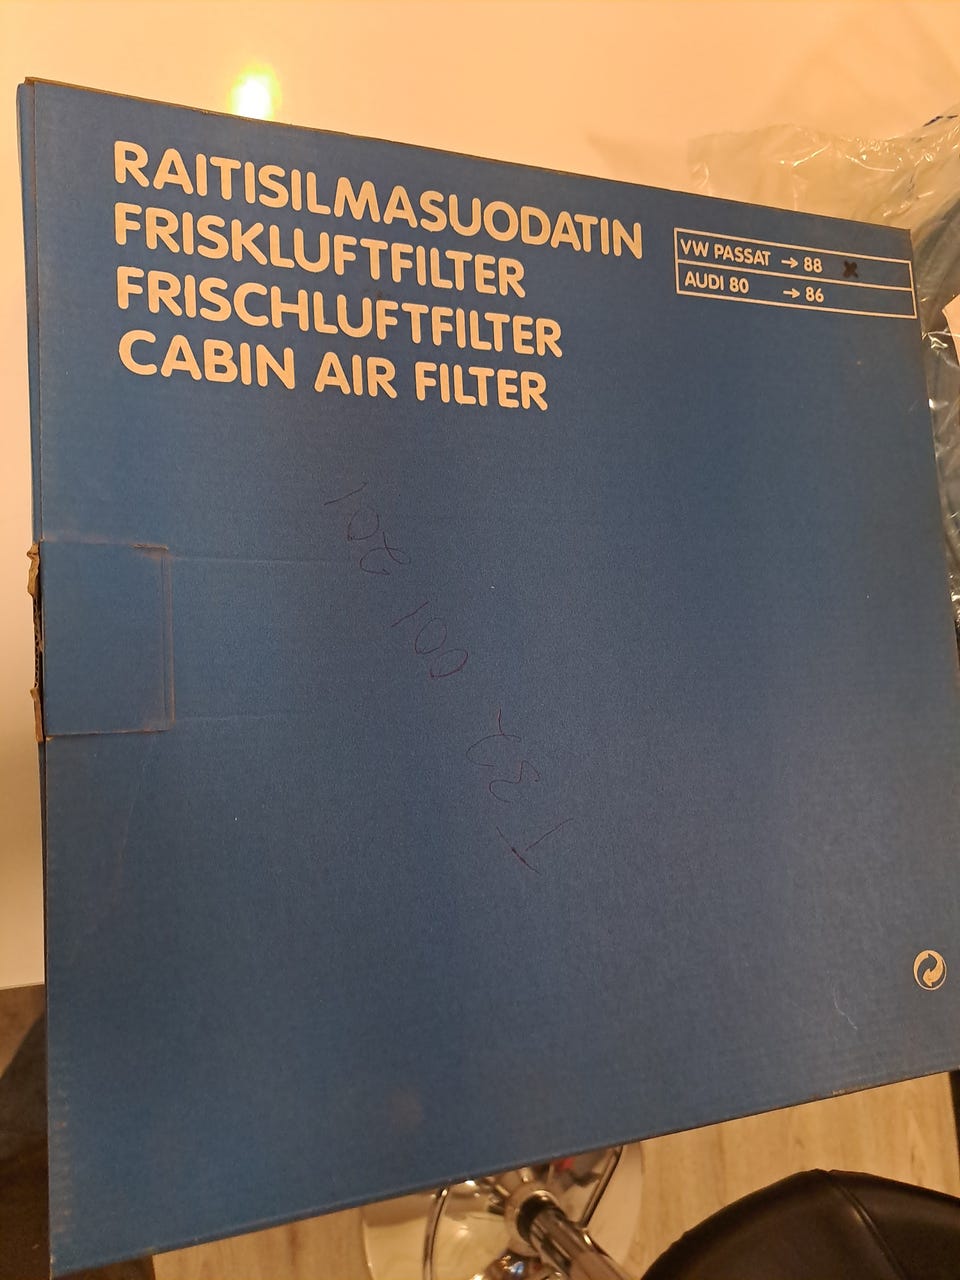 RAITISILMASUODATIN
FRISKLUFTFILTER
FRISCHLUFTFILTER
CABIN AIR FILTER
VW PASSAT → 88 x
AUDI 80 → 86